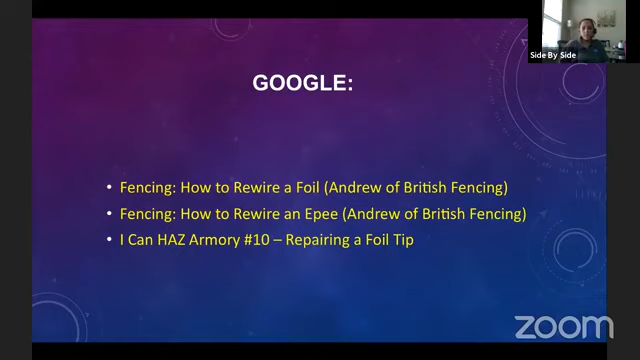 Side By Side
GOOGLE:
• Fencing: How to Rewire a Foil (Andrew of British Fencing)
• Fencing: How to Rewire an Epee (Andrew of British Fencing)
• I Can HAZ Armory #10 – Repairing a Foil Tip
zoom